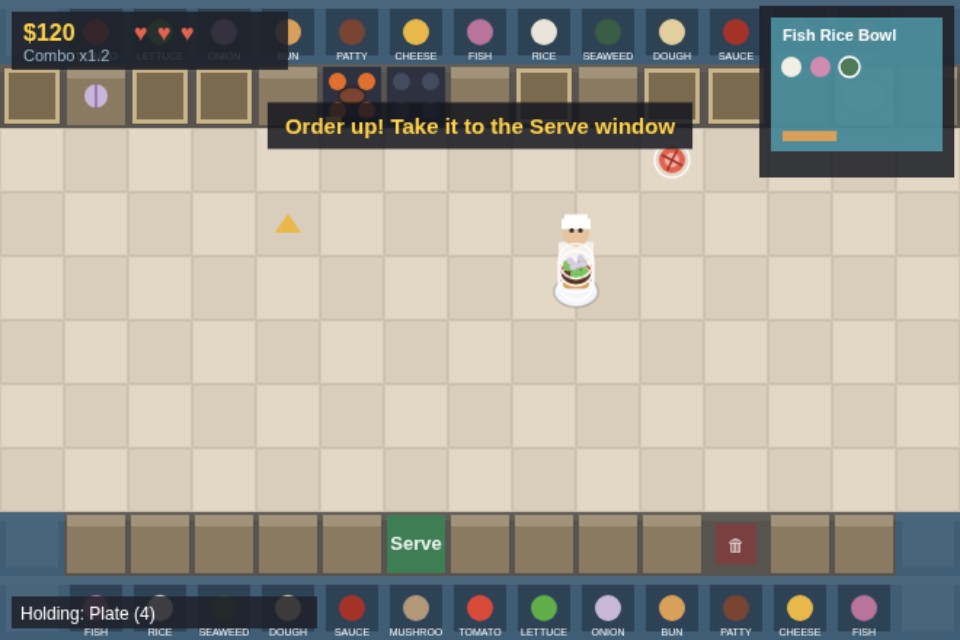 $120
Combo x1.2
LETTUCE
ONION
BUN
PATTY
CHEESE
FISH
RICE
SEAWEED
DOUGH
SAUCE
Fish Rice Bowl
Order up! Take it to the Serve window
Serve
Holding: Plate (4)
FISH
RICE
SEAWEED
DOUGH
SAUCE
MUSHROO
TOMATO
LETTUCE
ONION
BUN
PATTY
CHEESE
FISH